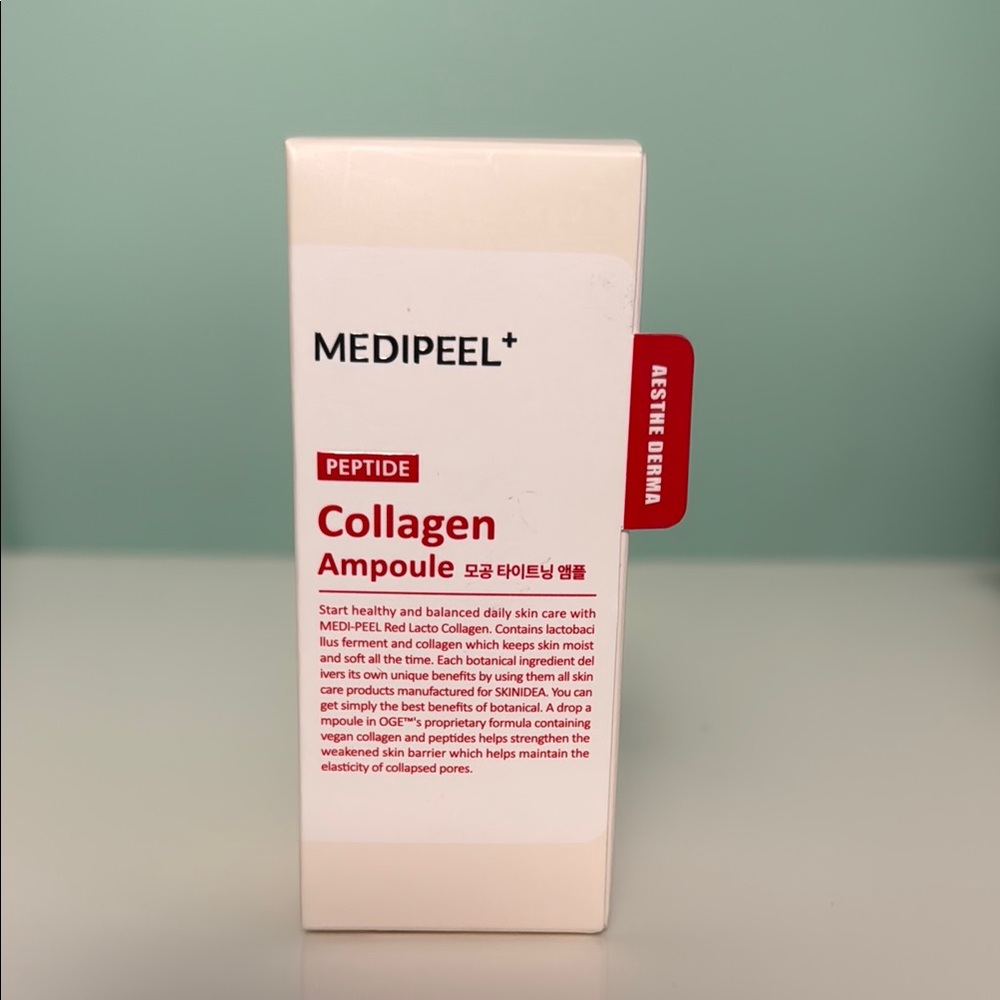 MEDIPEEL+
AESTHE DERMA
PEPTIDE
Collagen
Ampoule 모공 타이트닝 앰플
Start healthy and balanced daily skin care with
MEDI-PEEL Red Lacto Collagen. Contains lactobaci
llus ferment and collagen which keeps skin moist
and soft all the time. Each botanical ingredient del
ivers its own unique benefits by using them all skin
care products manufactured for SKINIDEA. You can
get simply the best benefits of botanical. A drop a
mpoule in OGE™'s proprietary formula containing
vegan collagen and peptides helps strengthen the
weakened skin barrier which helps maintain the
elasticity of collapsed pores.